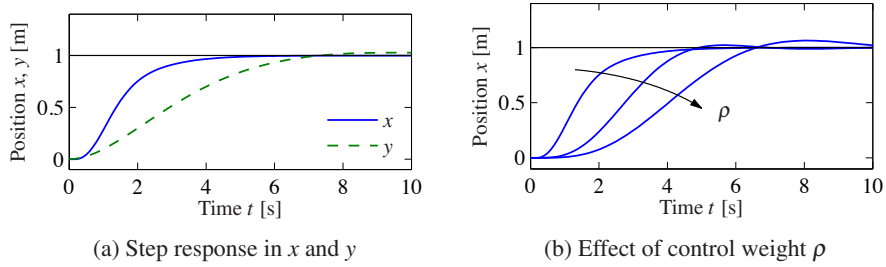 Position x, y [m]
1
0.5
0
x
y
0 2 4 6 8 10
Time t [s]
(a) Step response in x and y
Position x [m]
1
0.5
0
ρ
0 2 4 6 8 10
Time t [s]
(b) Effect of control weight ρ